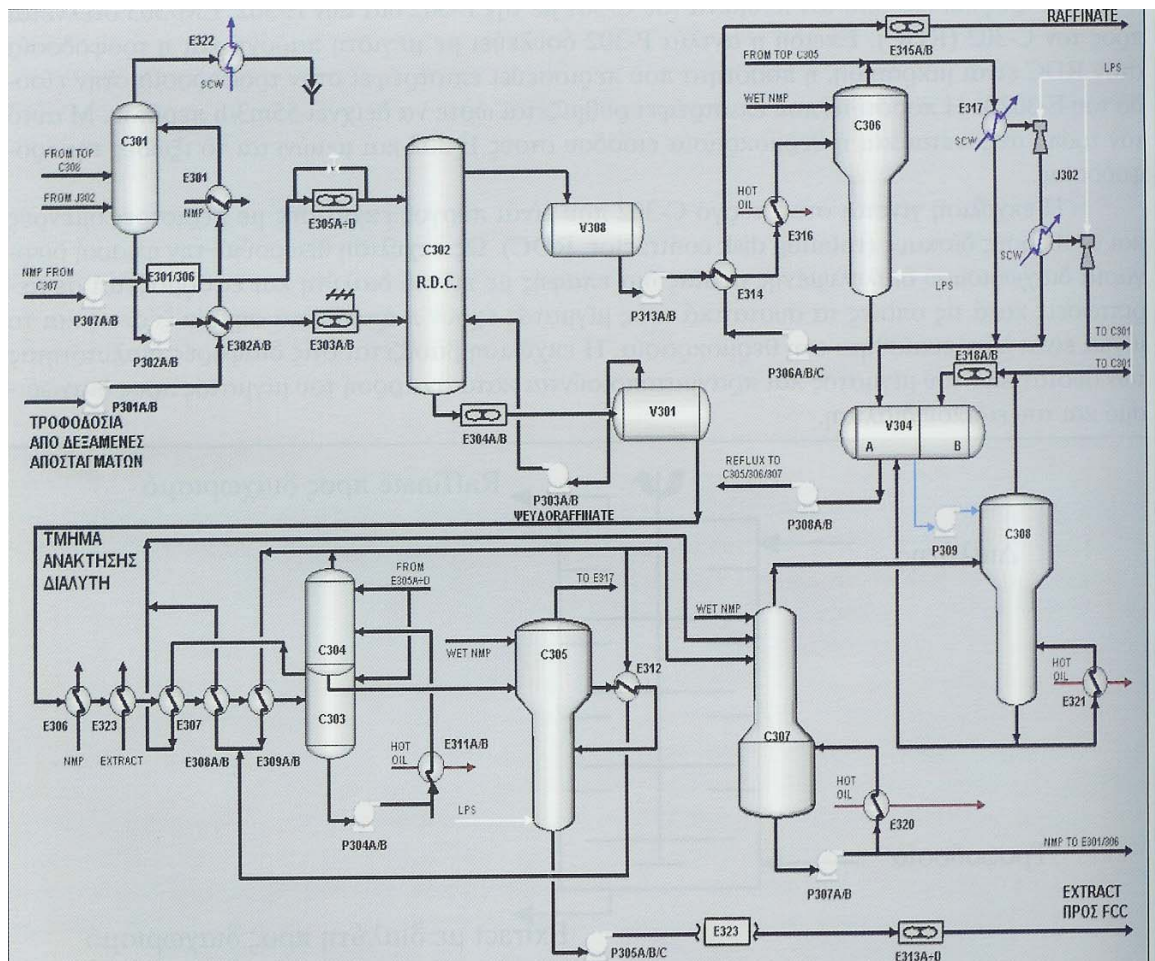 RAFFINATE
E322
SCW
E315A/B
FROM TOP C305
LPS
WET NMP
C301
C306
E317
SCW
FROM TOP
C308
E301
NMP
FROM J302
HOT
OIL
E316
J302
E305A÷D
C302
R.D.C.
V308
SCW
NMP FROM
C307
E301/306
P307A/B
E314
LPS
P313A/B
P302A/B
E302A/B
E303A/B
P306A/B/C
TO C301
E318A/B
TO C301
P301A/B
ΤΡΟΦΟΔΟΣΙΑ
ΑΠΟ ΔΕΞΑΜΕΝΕΣ
ΑΠΟΣΤΑΓΜΑΤΩΝ
E304A/B
V301
V304
A
B
REFLUX TO
C305/306/307
P303A/B
ΨΕΥΔΟRAFFINATE
P308A/B
P309
C308
ΤΜΗΜΑ
ΑΝΑΚΤΗΣΗΣ
ΔΙΑΛΥΤΗ
FROM
E305A÷D
TO E317
WET NMP
WET NMP
C304
C305
E312
HOT
OIL
E321
C303
E306
E323
E307
E308A/B
E309A/B
NMP
EXTRACT
HOT
OIL
E311A/B
C307
HOT
OIL
E320
LPS
P304A/B
NMP TO E301/306
P307A/B
EXTRACT
ΠΡΟΣ FCC
E323
P305A/B/C
E313A÷D